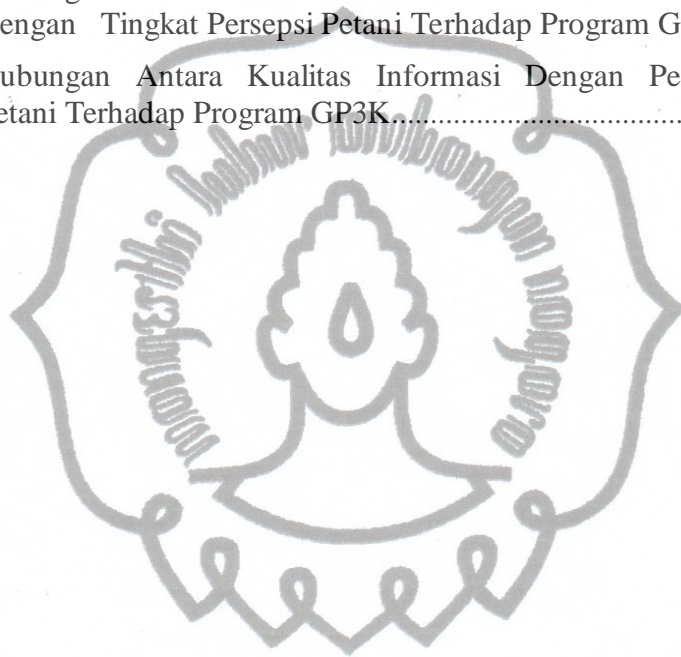 engan Tingkat Persepsi Petani Terhadap Program G
ubungan Antara Kualitas Informasi Dengan Pe
etani Terhadap Program GP3K....................................